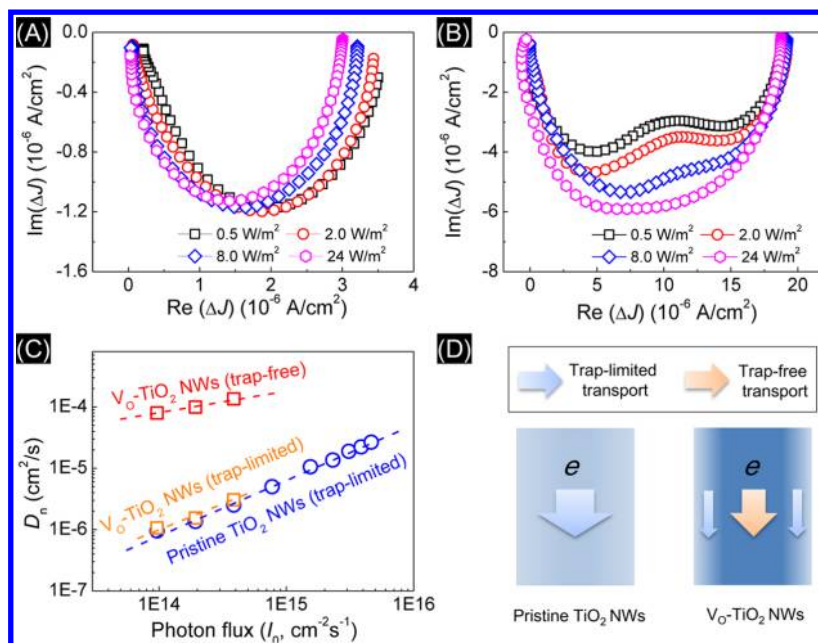 (A)
0.0
-0.4
-0.8
-1.2
-1.6
Im(ΔJ) (10⁻⁶ A/cm²)
0.5 W/m² 2.0 W/m²
8.0 W/m² 24 W/m²
0 1 2 3 4
Re (ΔJ) (10⁻⁶ A/cm²)
(B)
0
-2
-4
-6
-8
Im(ΔJ) (10⁻⁶ A/cm²)
0.5 W/m² 2.0 W/m²
8.0 W/m² 24 W/m²
0 5 10 15 20
Re (ΔJ) (10⁻⁶ A/cm²)
(C)
1E-4
1E-5
1E-6
1E-7
Dₙ (cm²/s)
V₀-TiO₂ NWs (trap-free)
V₀-TiO₂ NWs (trap-limited)
Pristine TiO₂ NWs (trap-limited)
1E14 1E15 1E16
Photon flux (I₀, cm⁻²s⁻¹)
(D)
Trap-limited
transport
Trap-free
transport
e
e
Pristine TiO₂ NWs
V₀-TiO₂ NWs